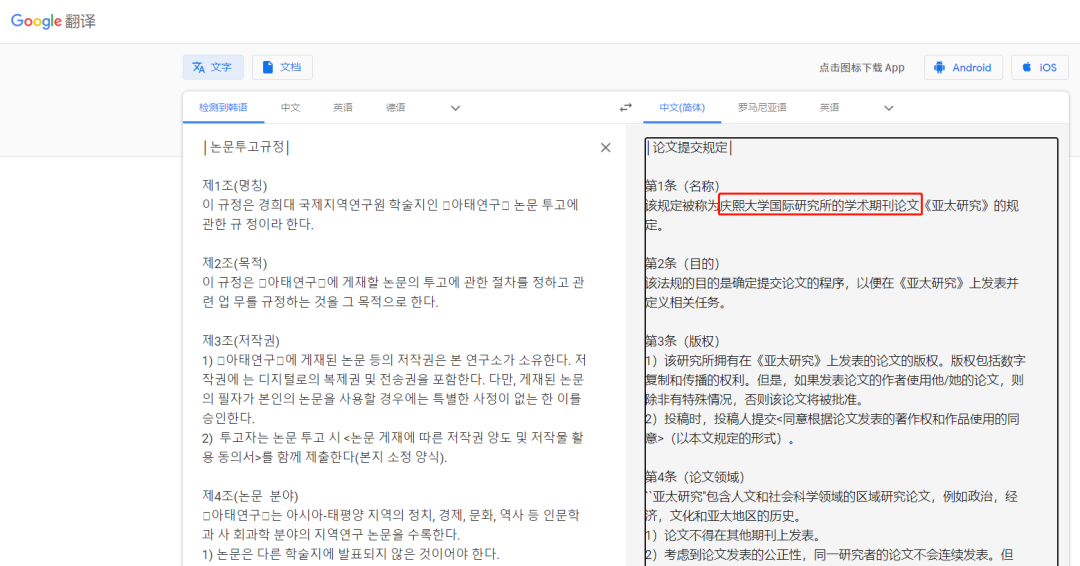 Google 翻译
文字
文档
点击图标下载 App
Android
iOS
检测到韩语
中文
英语
德语
中文(简体)
罗马尼亚语
英语
|논문투고규정|
제1조(명칭)
이 규정은 경희대 국제지역연구원 학술지인 □아태연구□ 논문 투고에
관한 규 정이라 한다.
제2조(목적)
이 규정은 □아태연구□에 게재할 논문의 투고에 관한 절차를 정하고 관
련 업 무를 규정하는 것을 그 목적으로 한다.
제3조(저작권)
1) □아태연구□에 게재된 논문 등의 저작권은 본 연구소가 소유한다. 저
작권에 는 디지털로의 복제권 및 전송권을 포함한다. 다만, 게재된 논문
의 필자가 본인의 논문을 사용할 경우에는 특별한 사정이 없는 한 이를
승인한다.
2) 투고자는 논문 투고 시 <논문 게재에 따른 저작권 양도 및 저작물 활
용 동의서>를 함께 제출한다(본지 소정 양식).
제4조(논문 분야)
□아태연구□는 아시아-태평양 지역의 정치, 경제, 문화, 역사 등 인문학
과 사 회과학 분야의 지역연구 논문을 수록한다.
1) 논문은 다른 학술지에 발표되지 않은 것이어야 한다.
|论文提交规定|
第1条（名称）
该规定被称为庆熙大学国际研究所的学术期刊论文《亚太研究》的规
定。
第2条（目的）
该法规的目的是确定提交论文的程序，以便在《亚太研究》上发表并
定义相关任务。
第3条（版权）
1）该研究所拥有在《亚太研究》上发表的论文的版权。版权包括数字
复制和传播的权利。但是，如果发表论文的作者使用他/她的论文，则
除非有特殊情况，否则该论文将被批准。
2）投稿时，投稿人提交<同意根据论文发表的著作权和作品使用的同
意>（以本文规定的形式）。
第4条（论文领域）
``亚太研究"包含人文和社会科学领域的区域研究论文，例如政治，经
济，文化和亚太地区的历史。
1）论文不得在其他期刊上发表。
2）考虑到论文发表的公正性，同一研究者的论文不会连续发表。但